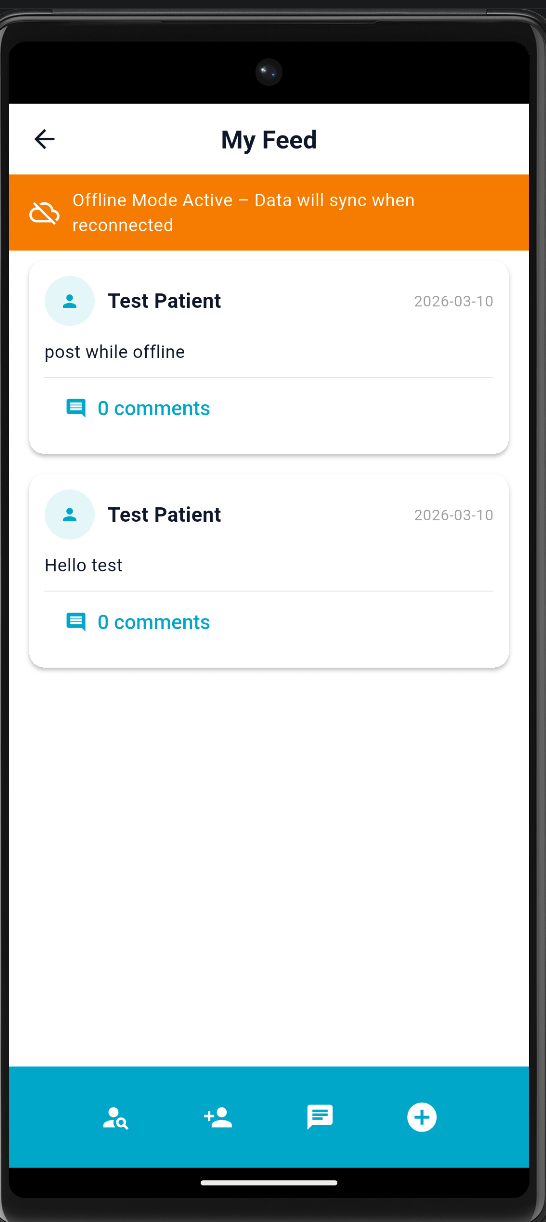 My Feed
Offline Mode Active – Data will sync when
reconnected
Test Patient
2026-03-10
post while offline
0 comments
Test Patient
2026-03-10
Hello test
0 comments